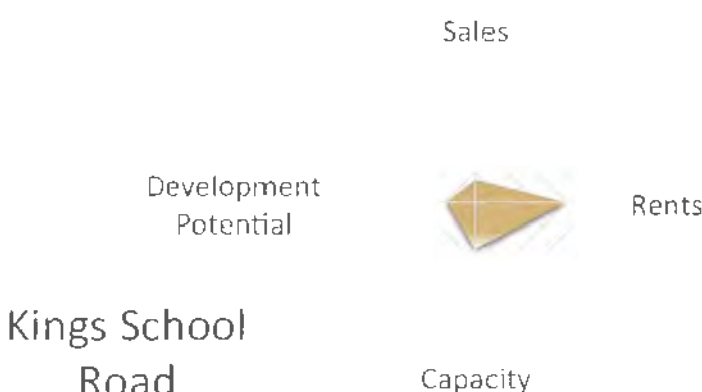 Sales
Development
Potential
Rents
Kings School
Road
Capacity